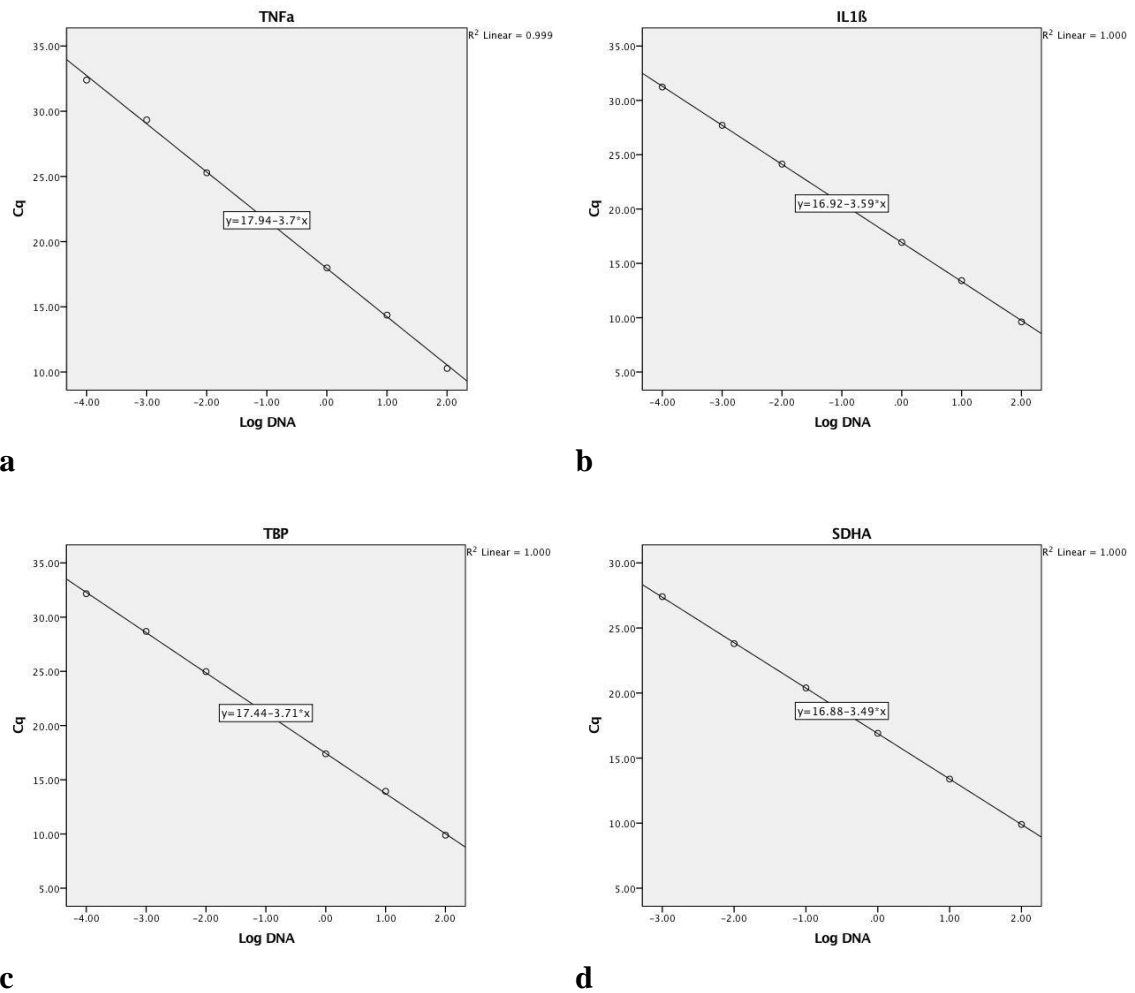 TNFa
R² Linear = 0.999
35.00
30.00
25.00
20.00
15.00
10.00
Cq
y=17.94-3.7*x
-4.00 -3.00 -2.00 -1.00 .00 1.00 2.00
Log DNA
a
IL1ß
R² Linear = 1.000
35.00
30.00
25.00
20.00
15.00
10.00
5.00
Cq
y=16.92-3.59*x
-4.00 -3.00 -2.00 -1.00 .00 1.00 2.00
Log DNA
b
TBP
R² Linear = 1.000
35.00
30.00
25.00
20.00
15.00
10.00
5.00
Cq
y=17.44-3.71*x
-4.00 -3.00 -2.00 -1.00 .00 1.00 2.00
Log DNA
c
SDHA
R² Linear = 1.000
30.00
25.00
20.00
15.00
10.00
5.00
Cq
y=16.88-3.49*x
-3.00 -2.00 -1.00 .00 1.00 2.00
Log DNA
d